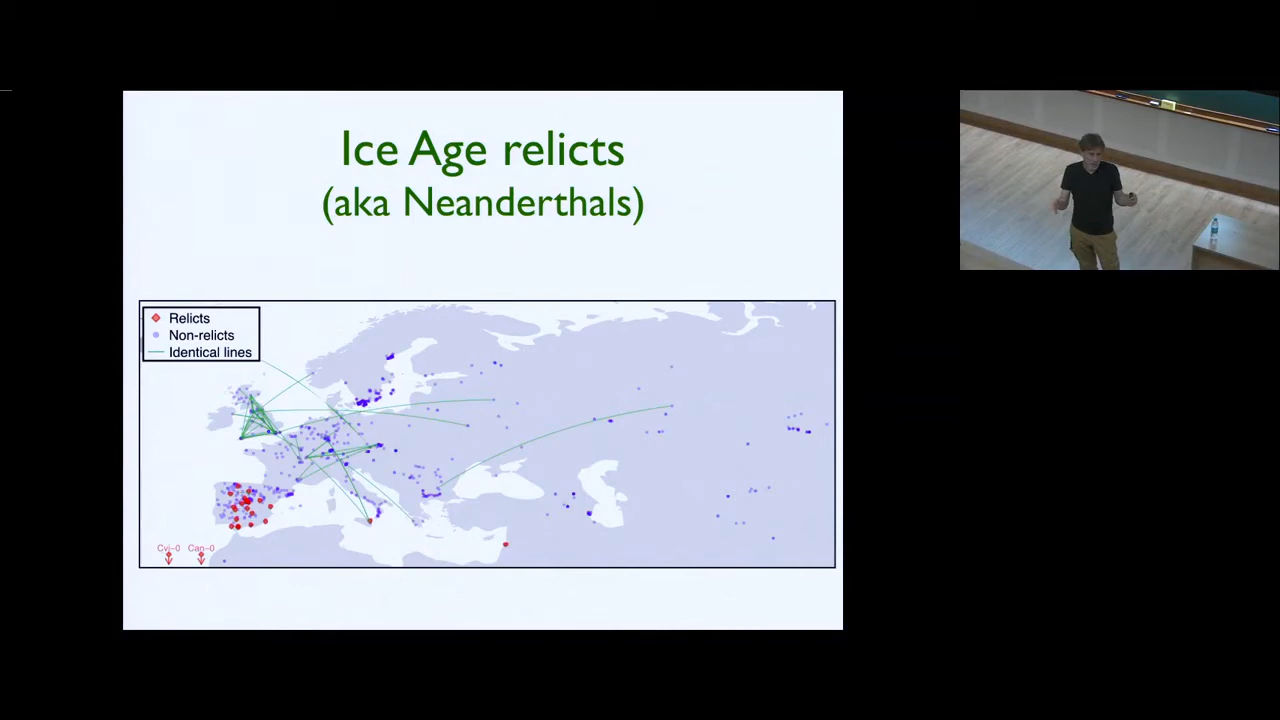 Ice Age relicts
(aka Neanderthals)
Relicts
Non-relicts
Identical lines
Cvi-0 Can-0